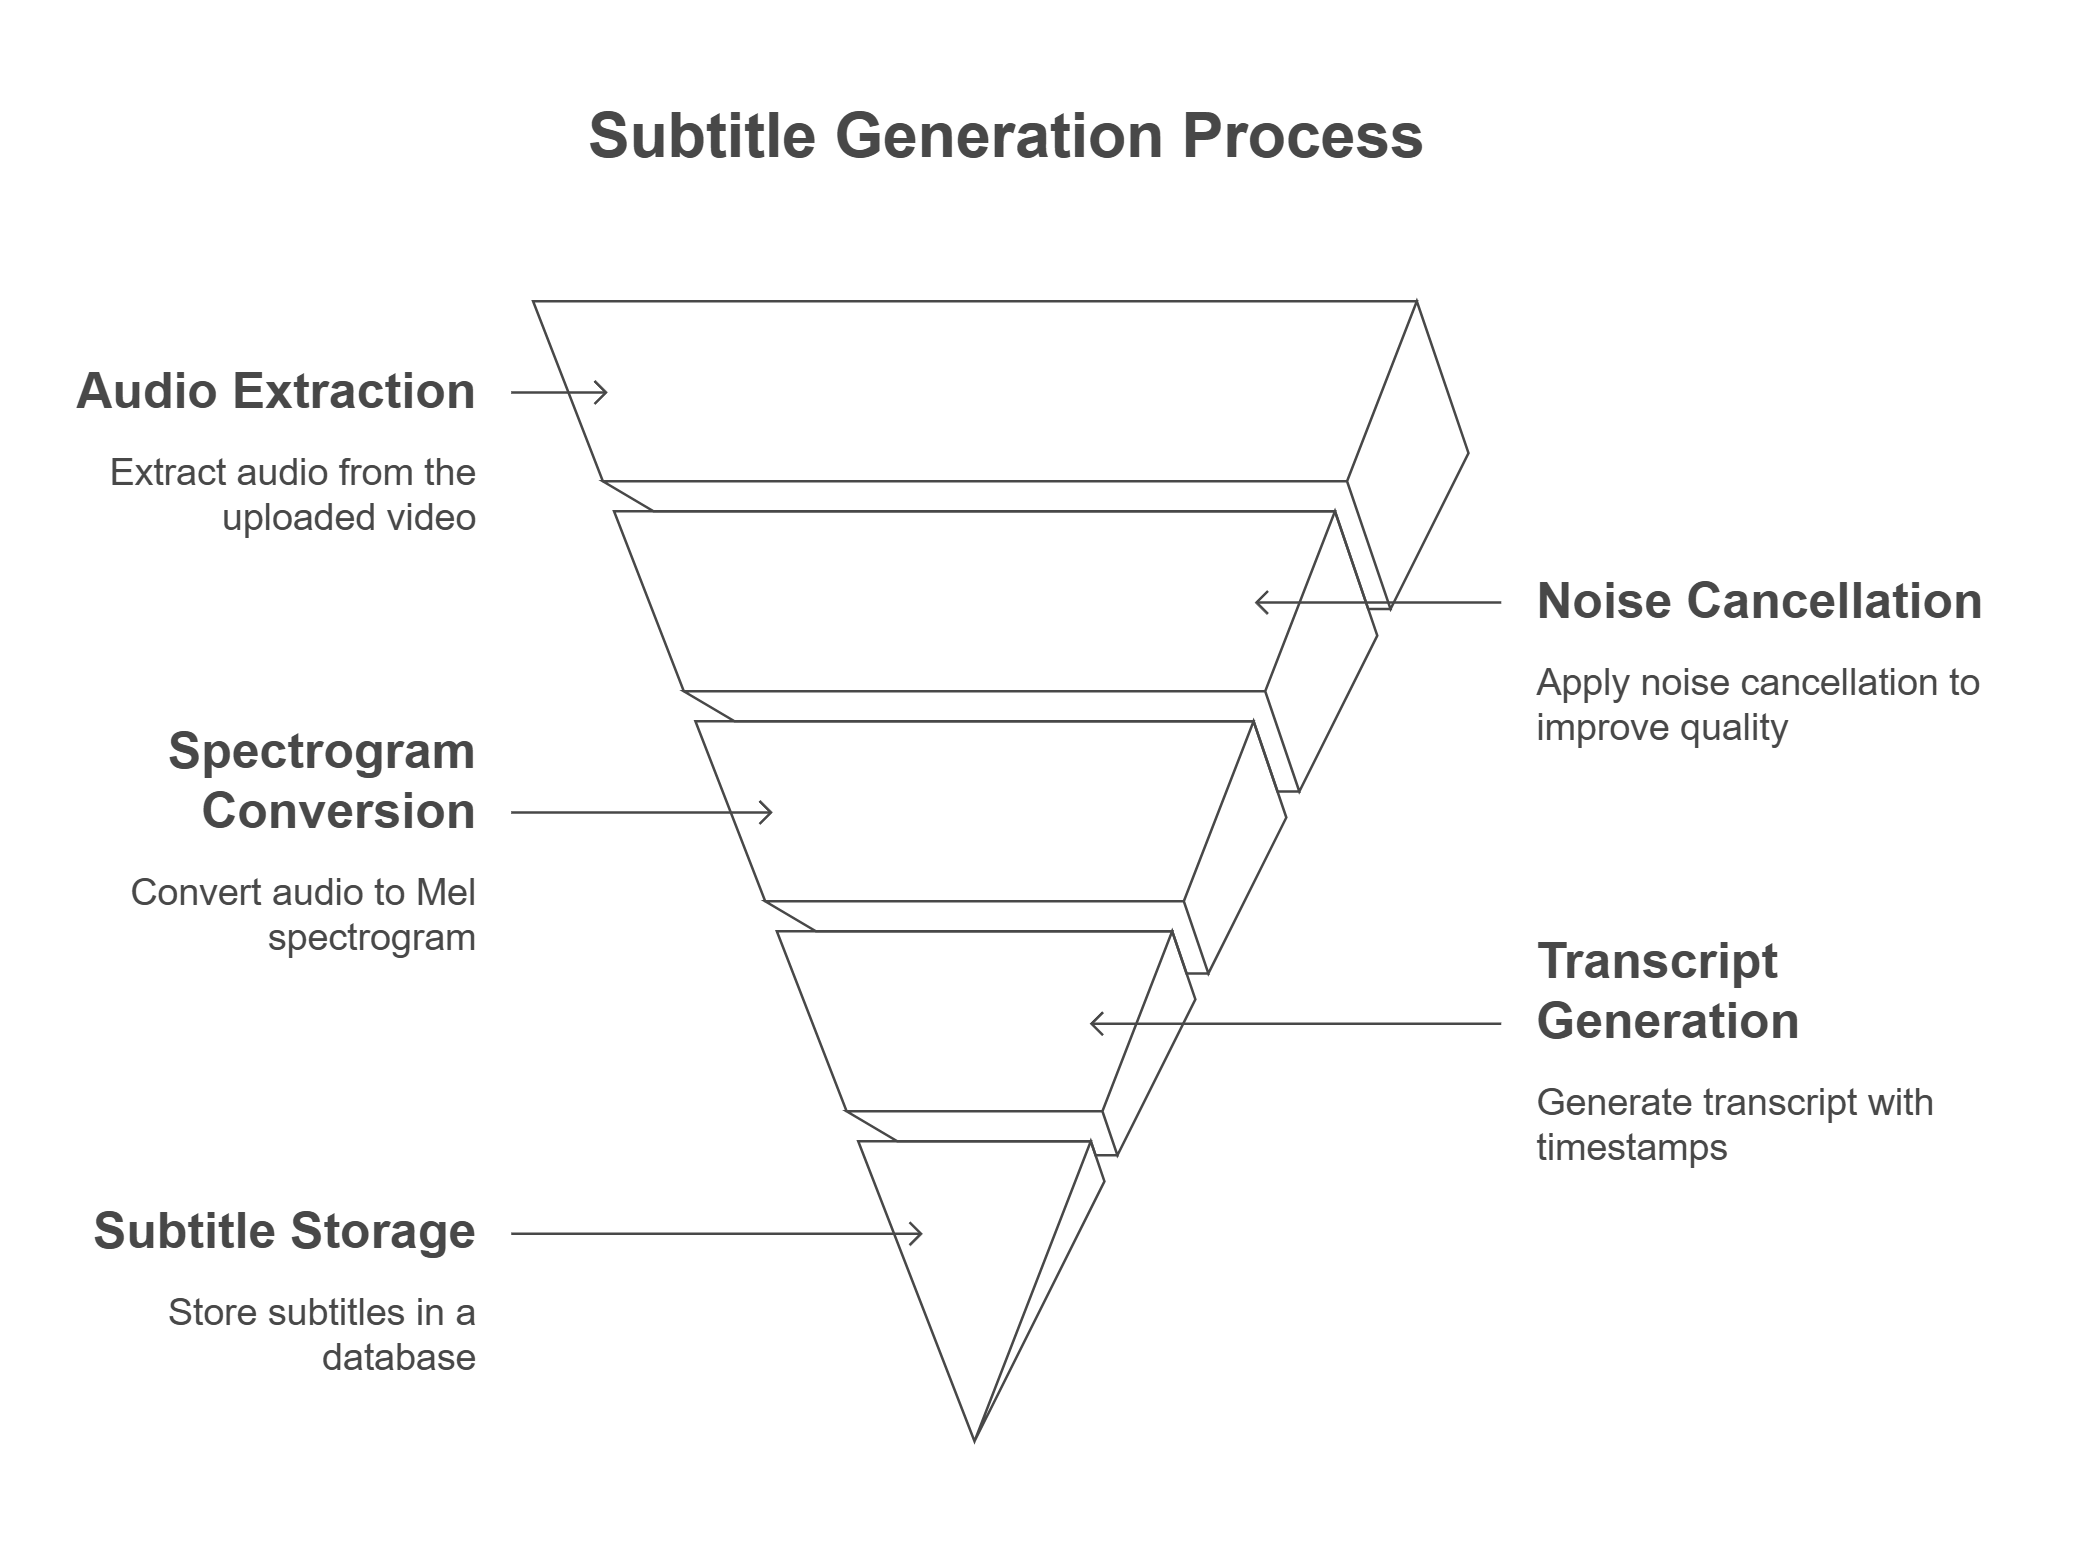 Subtitle Generation Process
Audio Extraction
Extract audio from the
uploaded video
Noise Cancellation
Apply noise cancellation to
improve quality
Spectrogram
Conversion
Convert audio to Mel
spectrogram
Transcript
Generation
Generate transcript with
timestamps
Subtitle Storage
Store subtitles in a
database